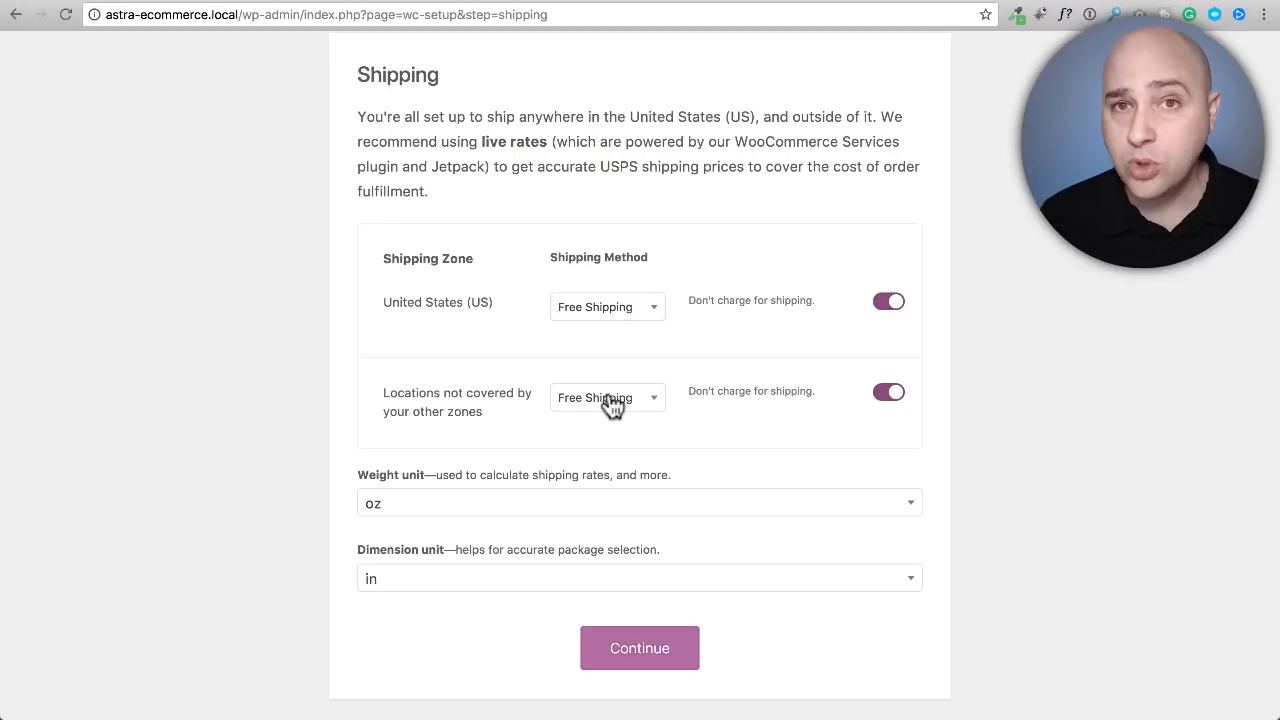 astra-ecommerce.local/wp-admin/index.php?page=wc-setup&step=shipping
Shipping
You're all set up to ship anywhere in the United States (US), and outside of it. We
recommend using live rates (which are powered by our WooCommerce Services
plugin and Jetpack) to get accurate USPS shipping prices to cover the cost of order
fulfillment.
Shipping Zone
Shipping Method
United States (US)
Free Shipping
Don't charge for shipping.
Locations not covered by
your other zones
Free Shipping
Don't charge for shipping.
Weight unit—used to calculate shipping rates, and more.
oz
Dimension unit—helps for accurate package selection.
in
Continue